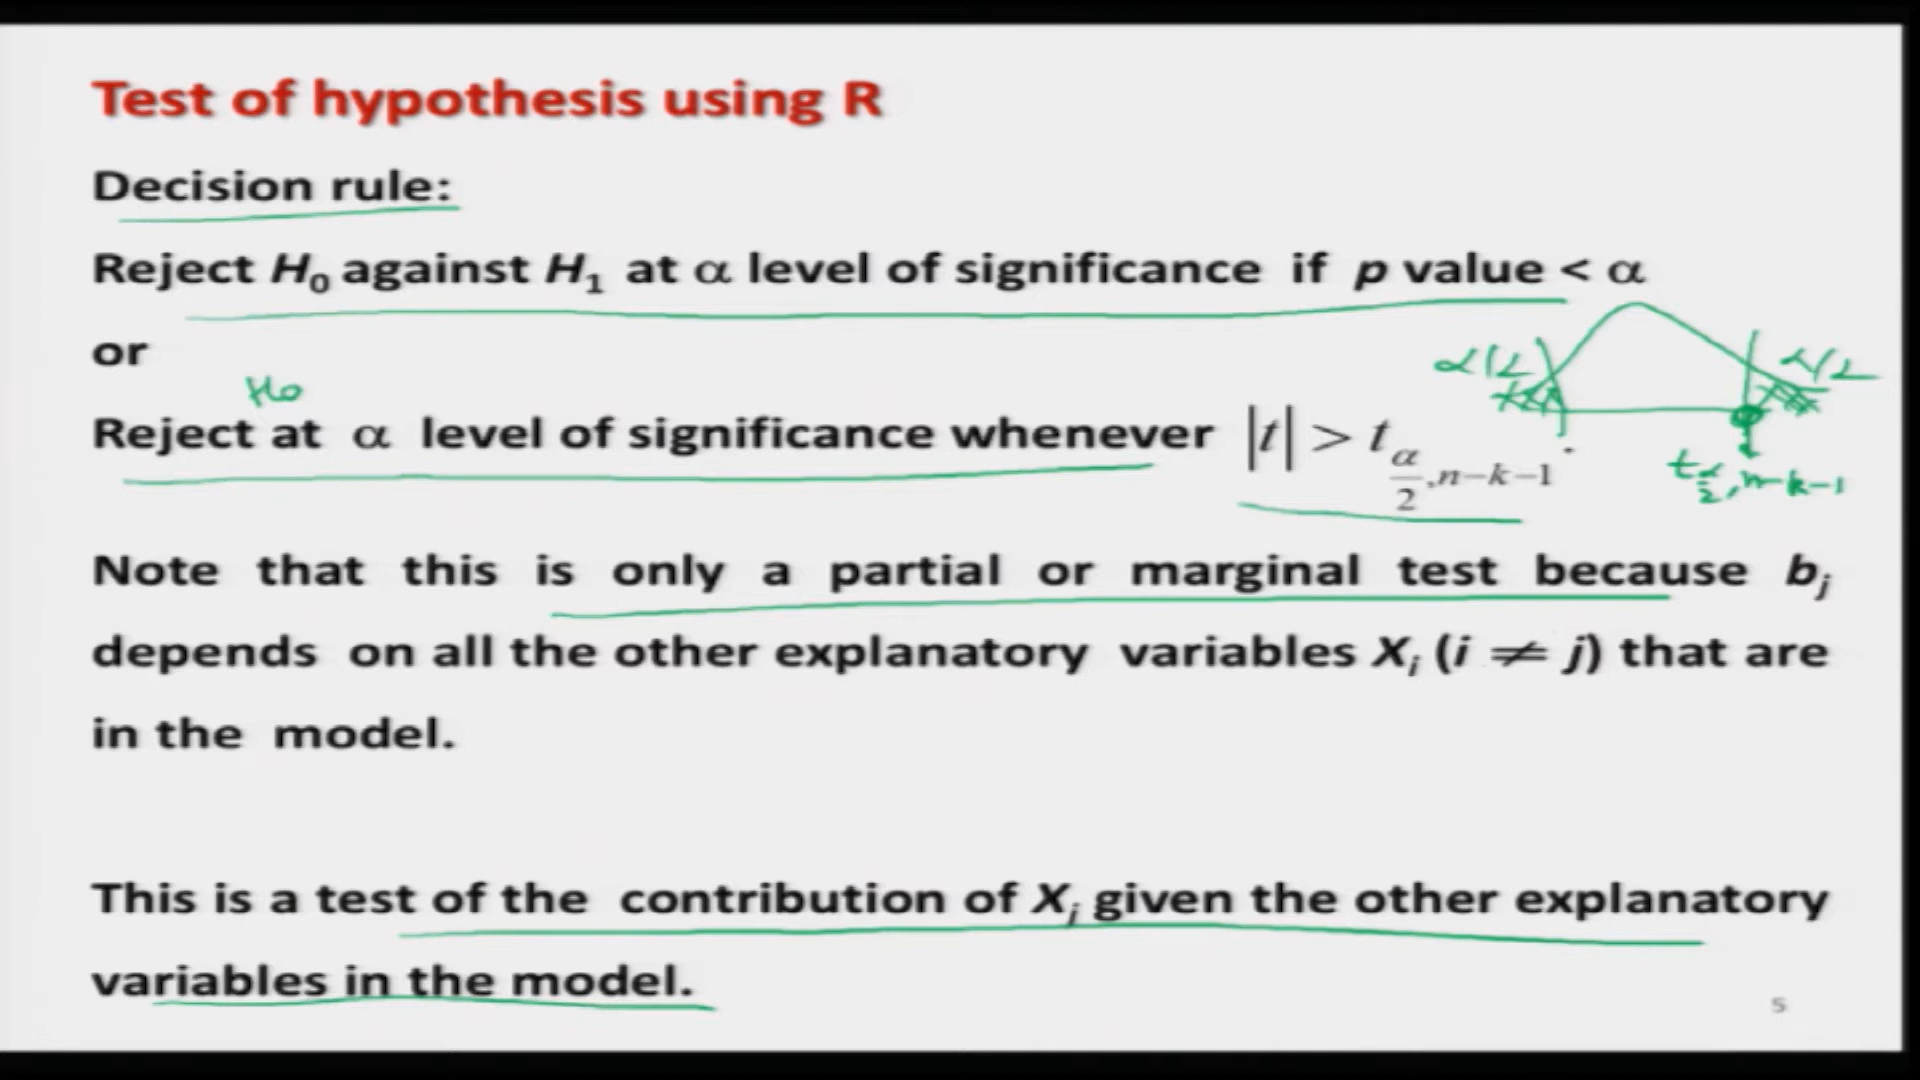 Test of hypothesis using R
Decision rule:
Reject H₀ against H₁ at α level of significance if p value < α
or
H₀
α/2
α/2
Reject at α level of significance whenever |t| > t_{α/2, n−k−1}.
t_{α/2, n−k−1}
Note that this is only a partial or marginal test because bⱼ
depends on all the other explanatory variables Xᵢ (i ≠ j) that are
in the model.
This is a test of the contribution of Xⱼ given the other explanatory
variables in the model.
5